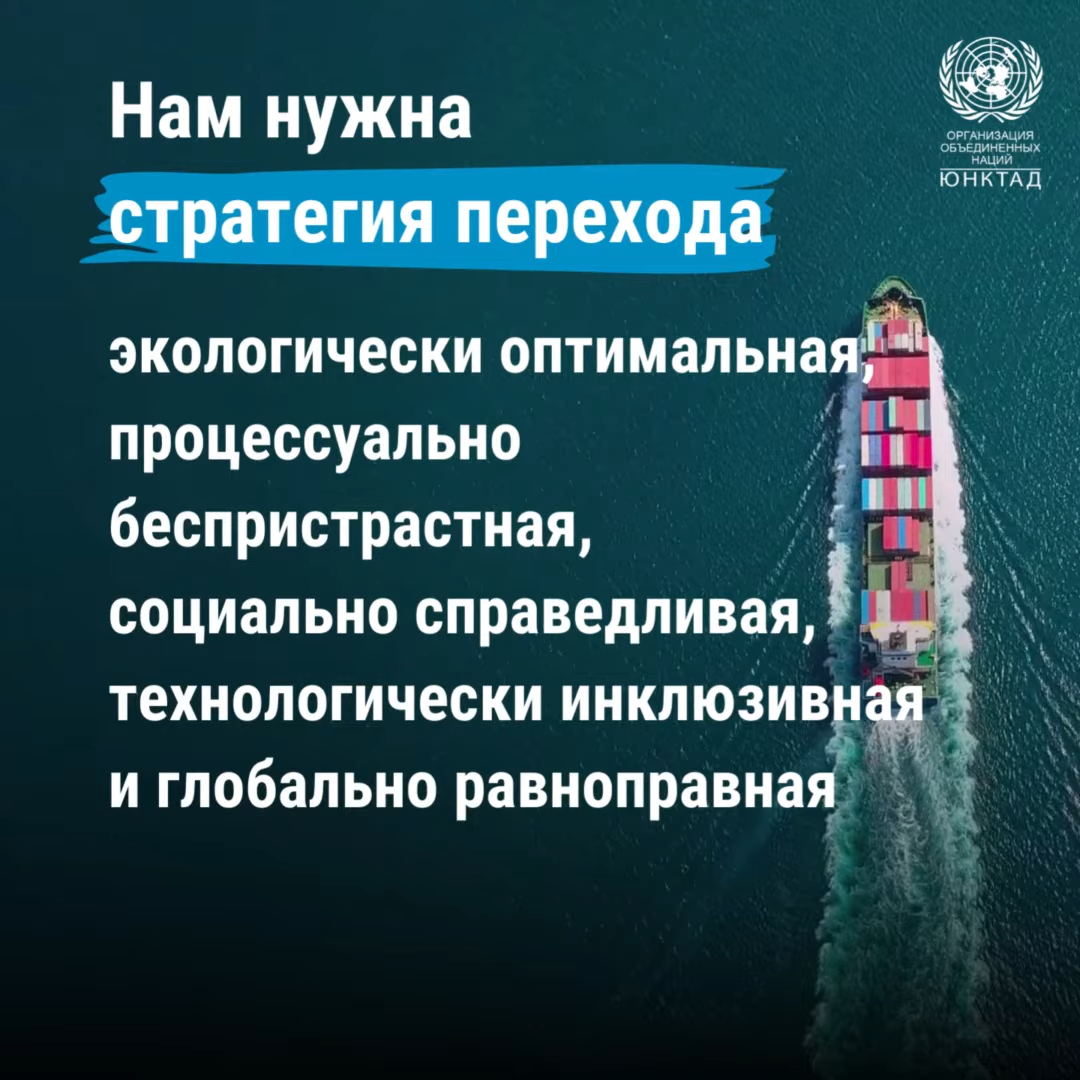 Нам нужна
стратегия перехода
экологически оптимальная,
процессуально
беспристрастная,
социально справедливая,
технологически инклюзивная
и глобально равноправная
ОРГАНИЗАЦИЯ
ОБЪЕДИНЕННЫХ
НАЦИЙ
ЮНКТАД